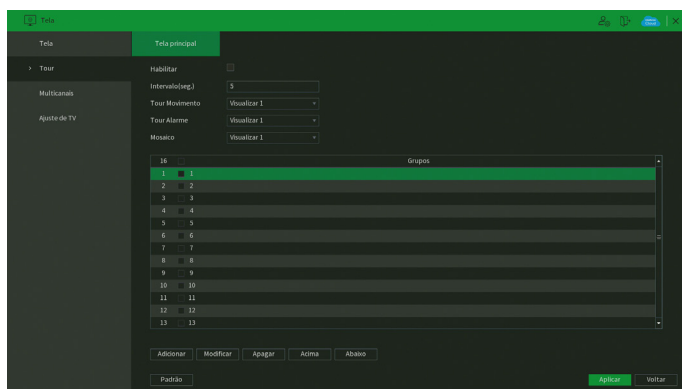 Tela
Tela
Tela principal
> Tour
Habilitar
Intervalo(seg.) 5
Multicanais
Tour Movimento Visualizar 1
Ajuste de TV
Tour Alarme Visualizar 1
Mosaico Visualizar 1
16 Grupos
1 1
2 2
3 3
4 4
5 5
6 6
7 7
8 8
9 9
10 10
11 11
12 12
13 13
Adicionar Modificar Apagar Acima Abaixo
Padrão Aplicar Voltar